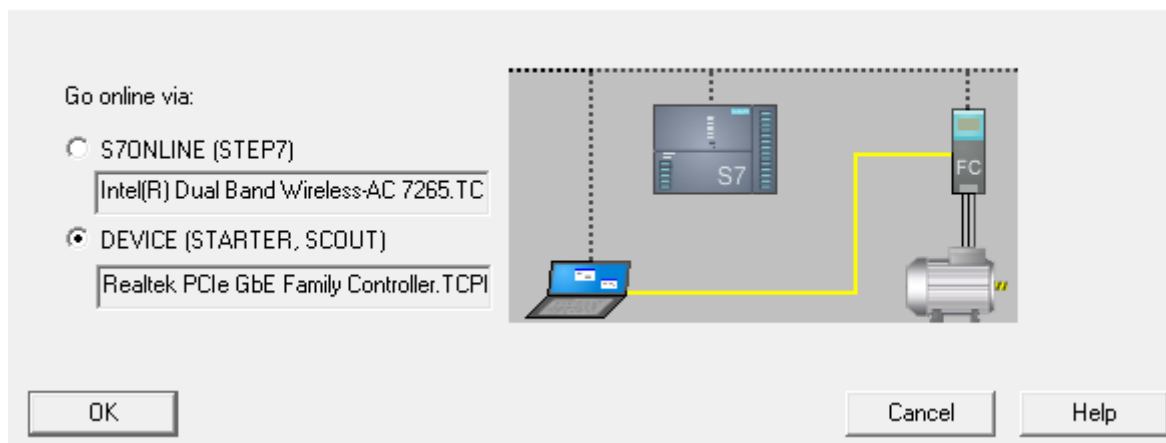 Go online via:
S7ONLINE (STEP7)
Intel(R) Dual Band Wireless-AC 7265.TC
DEVICE (STARTER, SCOUT)
Realtek PCIe GbE Family Controller.TCPI
S7
FC
OK
Cancel
Help